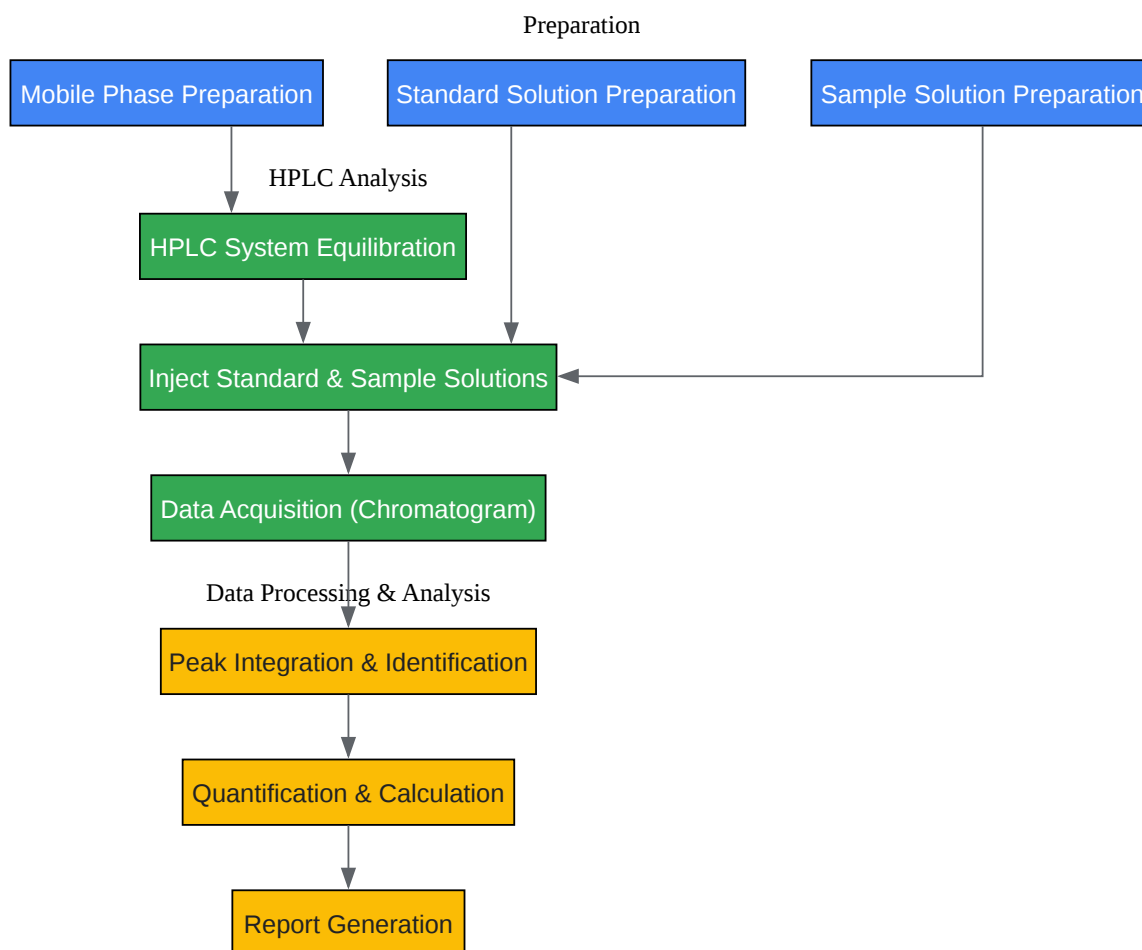 Preparation
Mobile Phase Preparation
Standard Solution Preparation
Sample Solution Preparation
HPLC Analysis
HPLC System Equilibration
Inject Standard & Sample Solutions
Data Acquisition (Chromatogram)
Data Processing & Analysis
Peak Integration & Identification
Quantification & Calculation
Report Generation